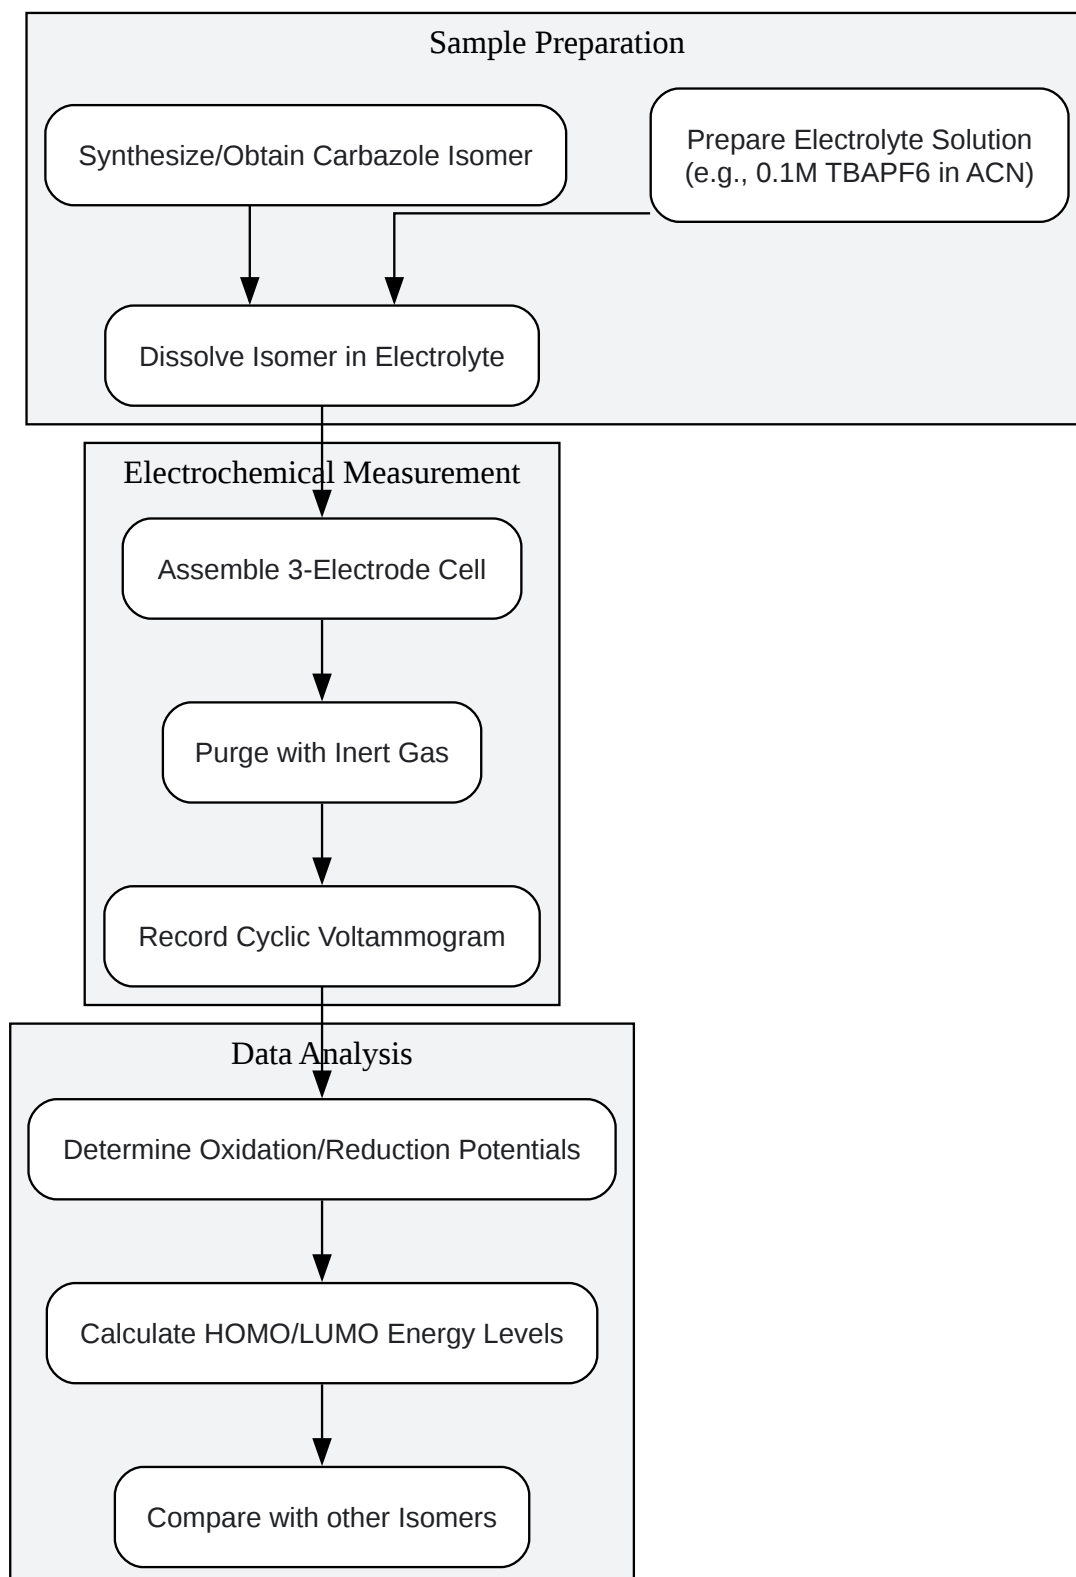 Sample Preparation
Synthesize/Obtain Carbazole Isomer
Prepare Electrolyte Solution
(e.g., 0.1M TBAPF6 in ACN)
Dissolve Isomer in Electrolyte
Electrochemical Measurement
Assemble 3-Electrode Cell
Purge with Inert Gas
Record Cyclic Voltammogram
Data Analysis
Determine Oxidation/Reduction Potentials
Calculate HOMO/LUMO Energy Levels
Compare with other Isomers